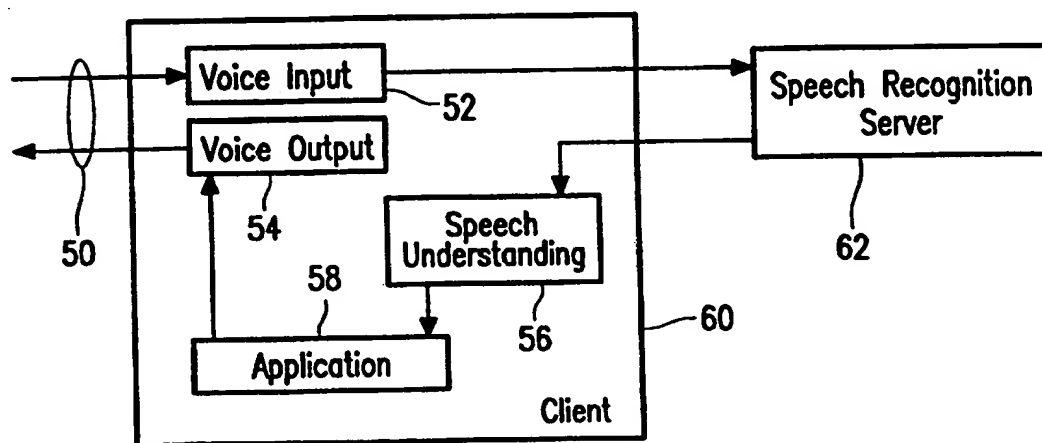 Voice Input
52
Speech Recognition
Server
Voice Output
54
50
62
Speech
Understanding
58
56
60
Application
Client